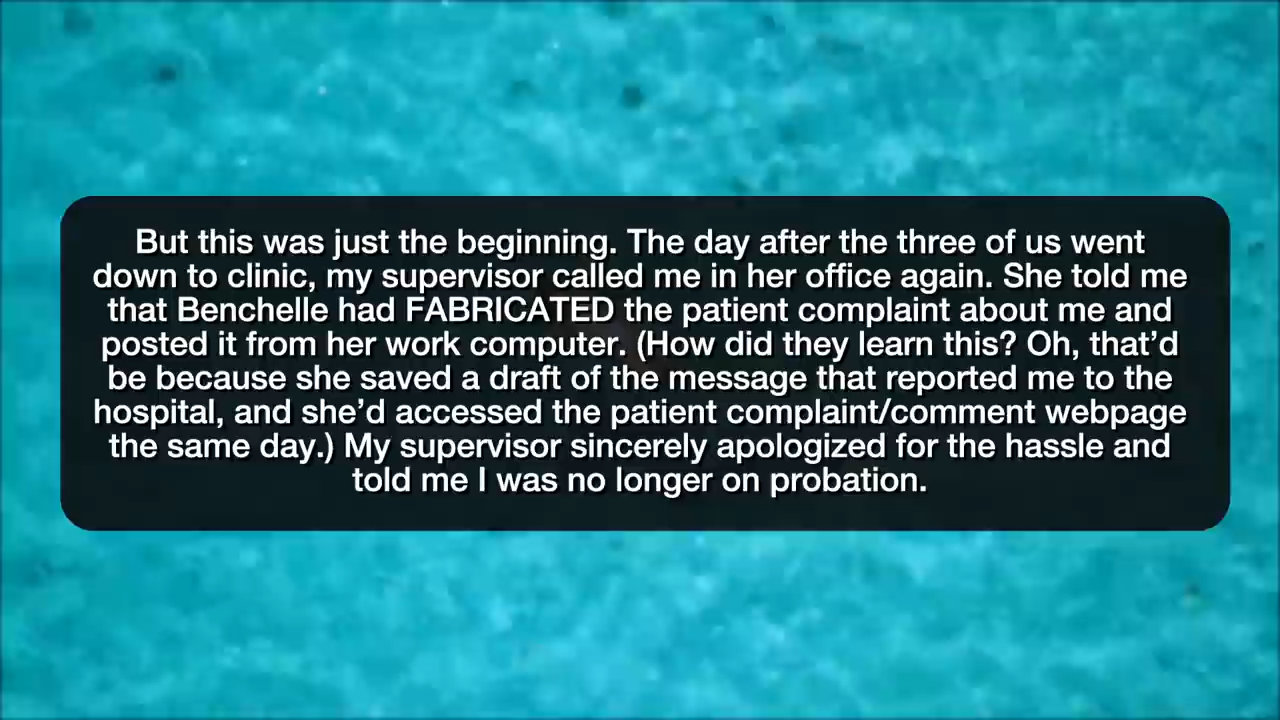 But this was just the beginning. The day after the three of us went
down to clinic, my supervisor called me in her office again. She told me
that Benchelle had FABRICATED the patient complaint about me and
posted it from her work computer. (How did they learn this? Oh, that’d
be because she saved a draft of the message that reported me to the
hospital, and she’d accessed the patient complaint/comment webpage
the same day.) My supervisor sincerely apologized for the hassle and
told me I was no longer on probation.